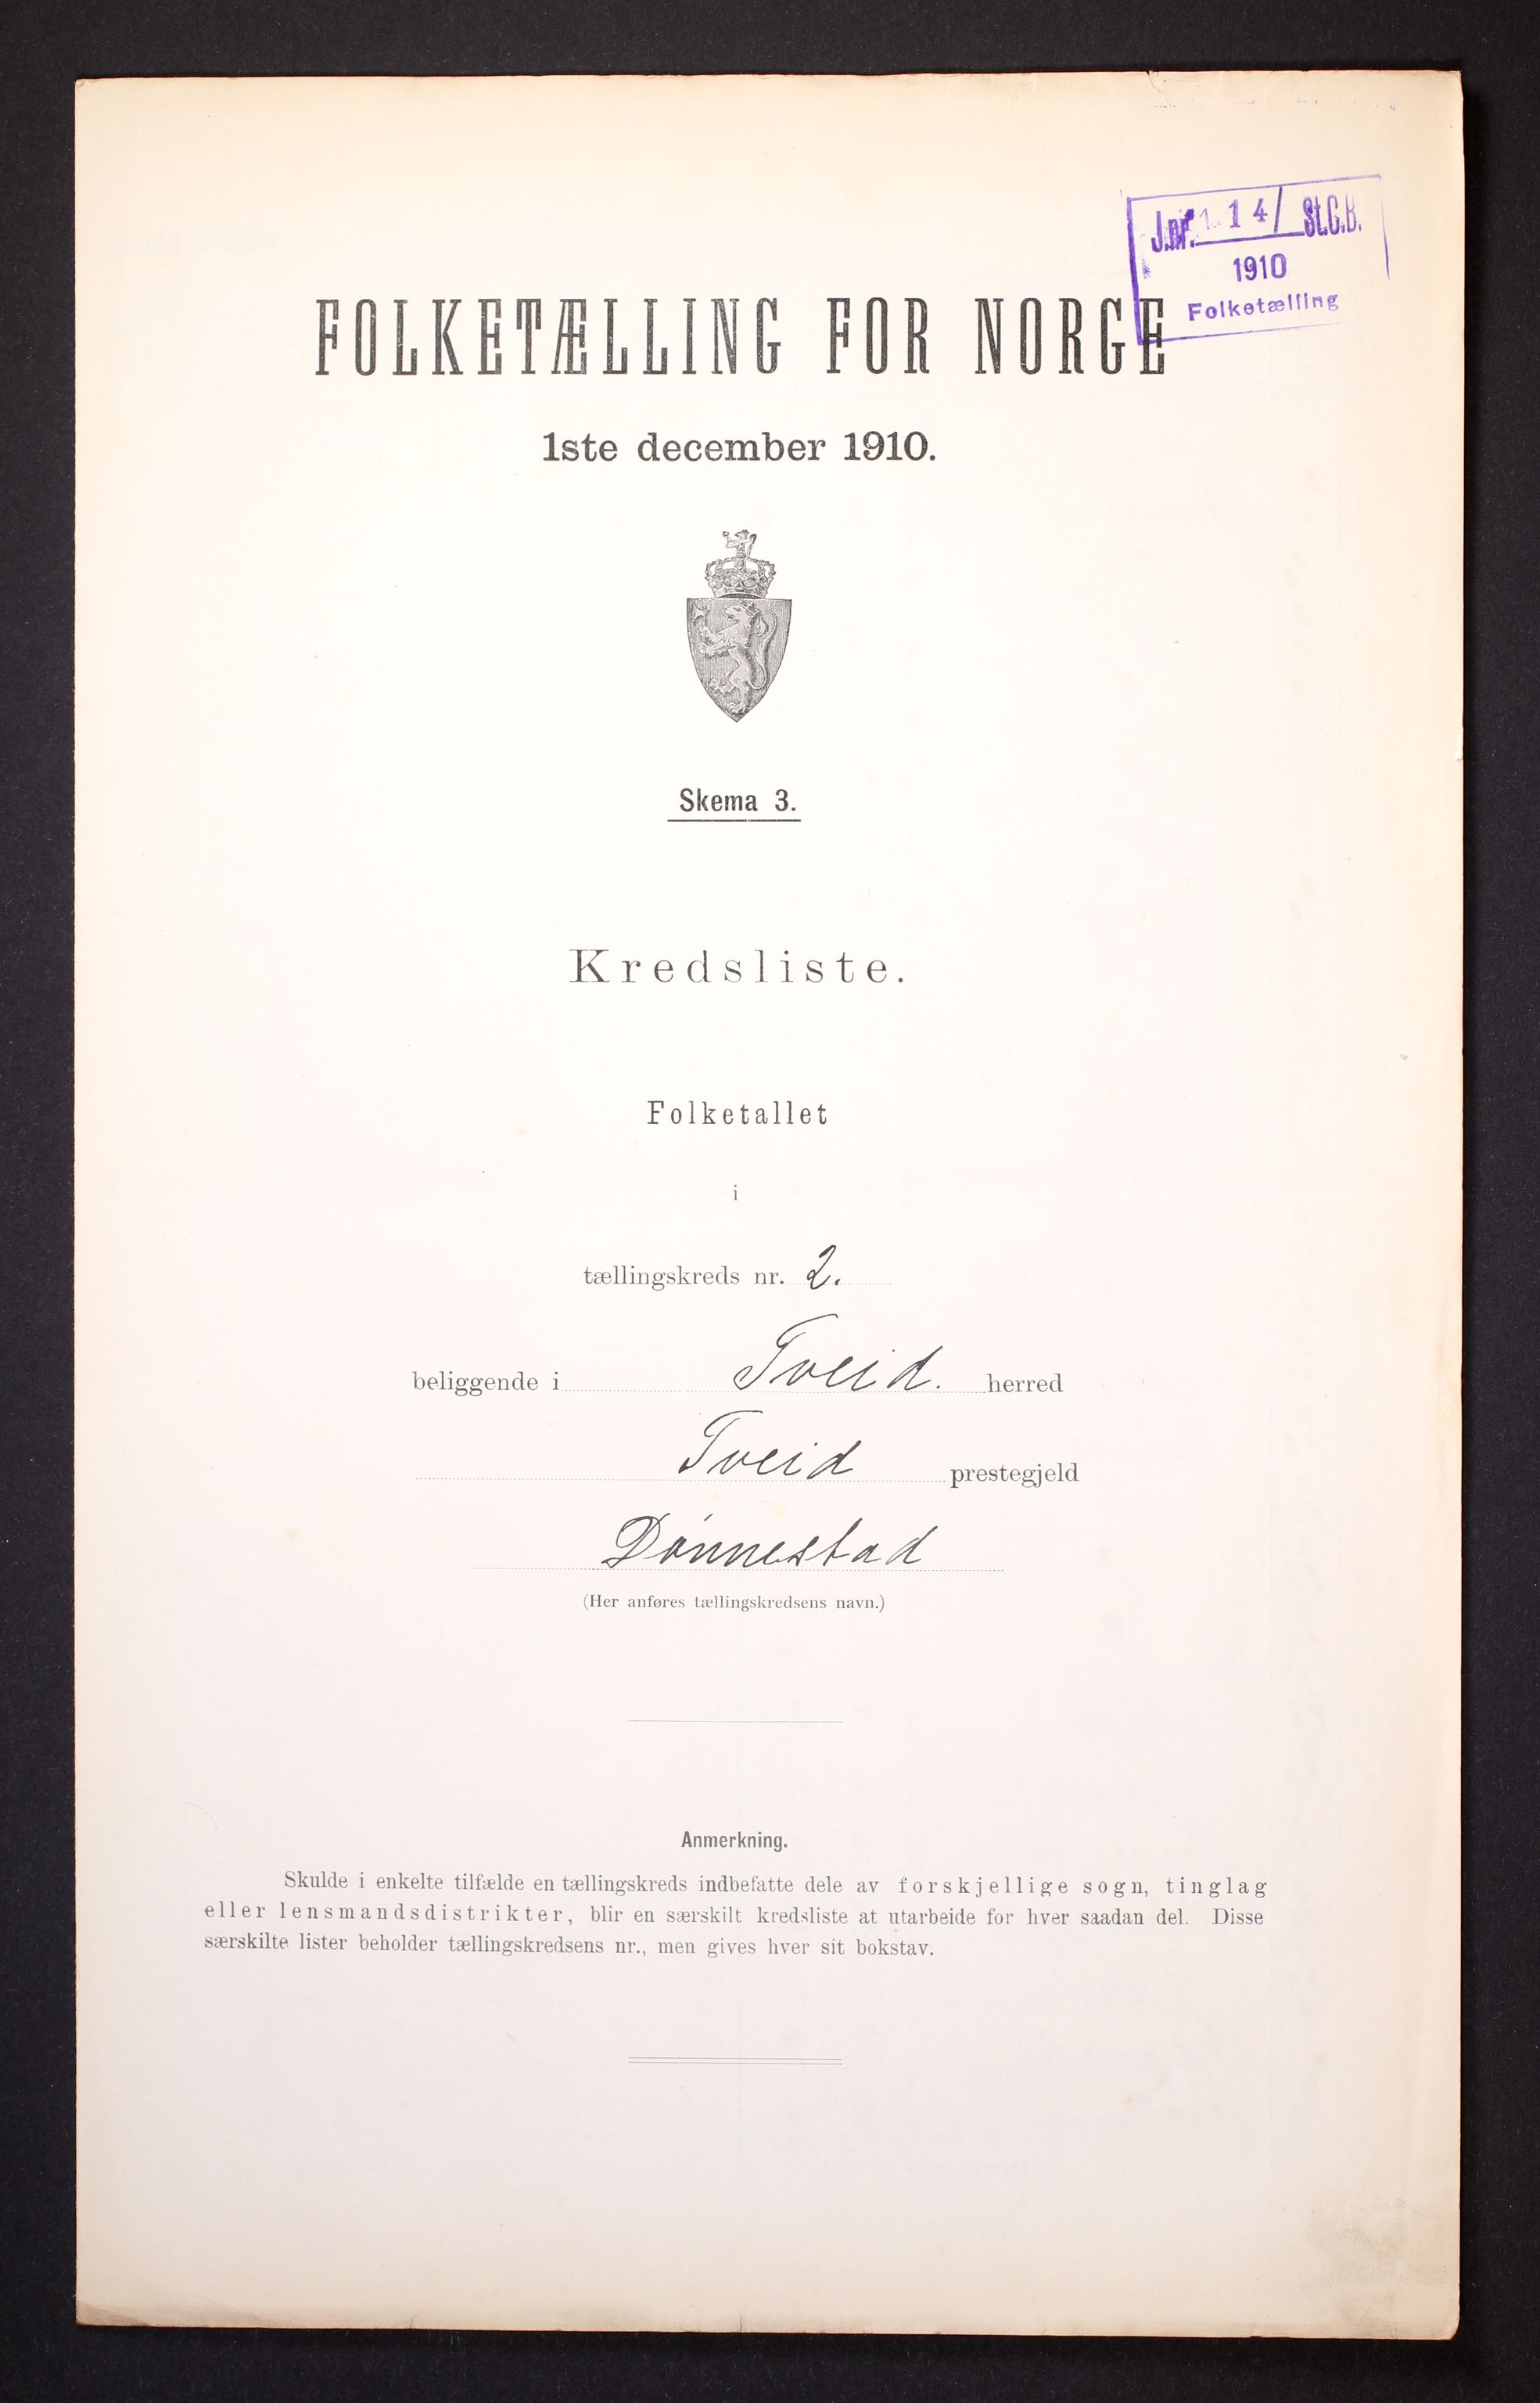 J.nr. 14/ St.C.B.
1910
Folketælling
FOLKETÆLLING FOR NORGE
1ste december 1910.
Skema 3.
Kredsliste.
Folketallet
i
tællingskreds nr. 2.
beliggende i Tveid. herred
Tveid prestegjeld
Dønnestad
(Her anføres tællingskredsens navn.)
Anmerkning.
Skulde i enkelte tilfælde en tællingskreds indbefatte dele av forskjellige sogn, tinglag
eller lensmandsdistrikter, blir en særskilt kredsliste at utarbeide for hver saadan del. Disse
særskilte lister beholder tællingskredsens nr., men gives hver sit bokstav.